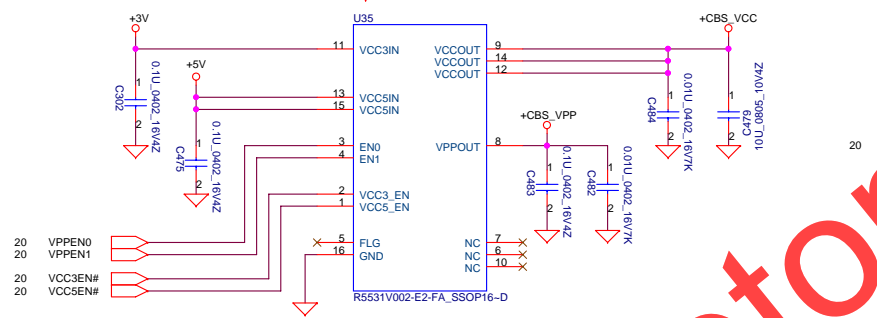 U35
+3V
+CBS_VCC
11 VCC3IN VCCOUT 9
VCCOUT 14
VCCOUT 12
+5V
13 VCC5IN
15 VCC5IN
1
2
C302
0.1U_0402_16V4Z
1
2
C475
0.1U_0402_16V4Z
1
2
C484
0.01U_0402_16V7K
1
2
C479
10U_0805_10V4Z
+CBS_VPP
3 EN0 VPPOUT 8
4 EN1
20
1
2
C483
0.1U_0402_16V4Z
1
2
C482
0.01U_0402_16V7K
2 VCC3_EN
1 VCC5_EN
20 VPPEN0
20 VPPEN1
20 VCC3EN#
20 VCC5EN#
5 FLG NC 7
16 GND NC 6
NC 10
R5531V002-E2-FA_SSOP16~D